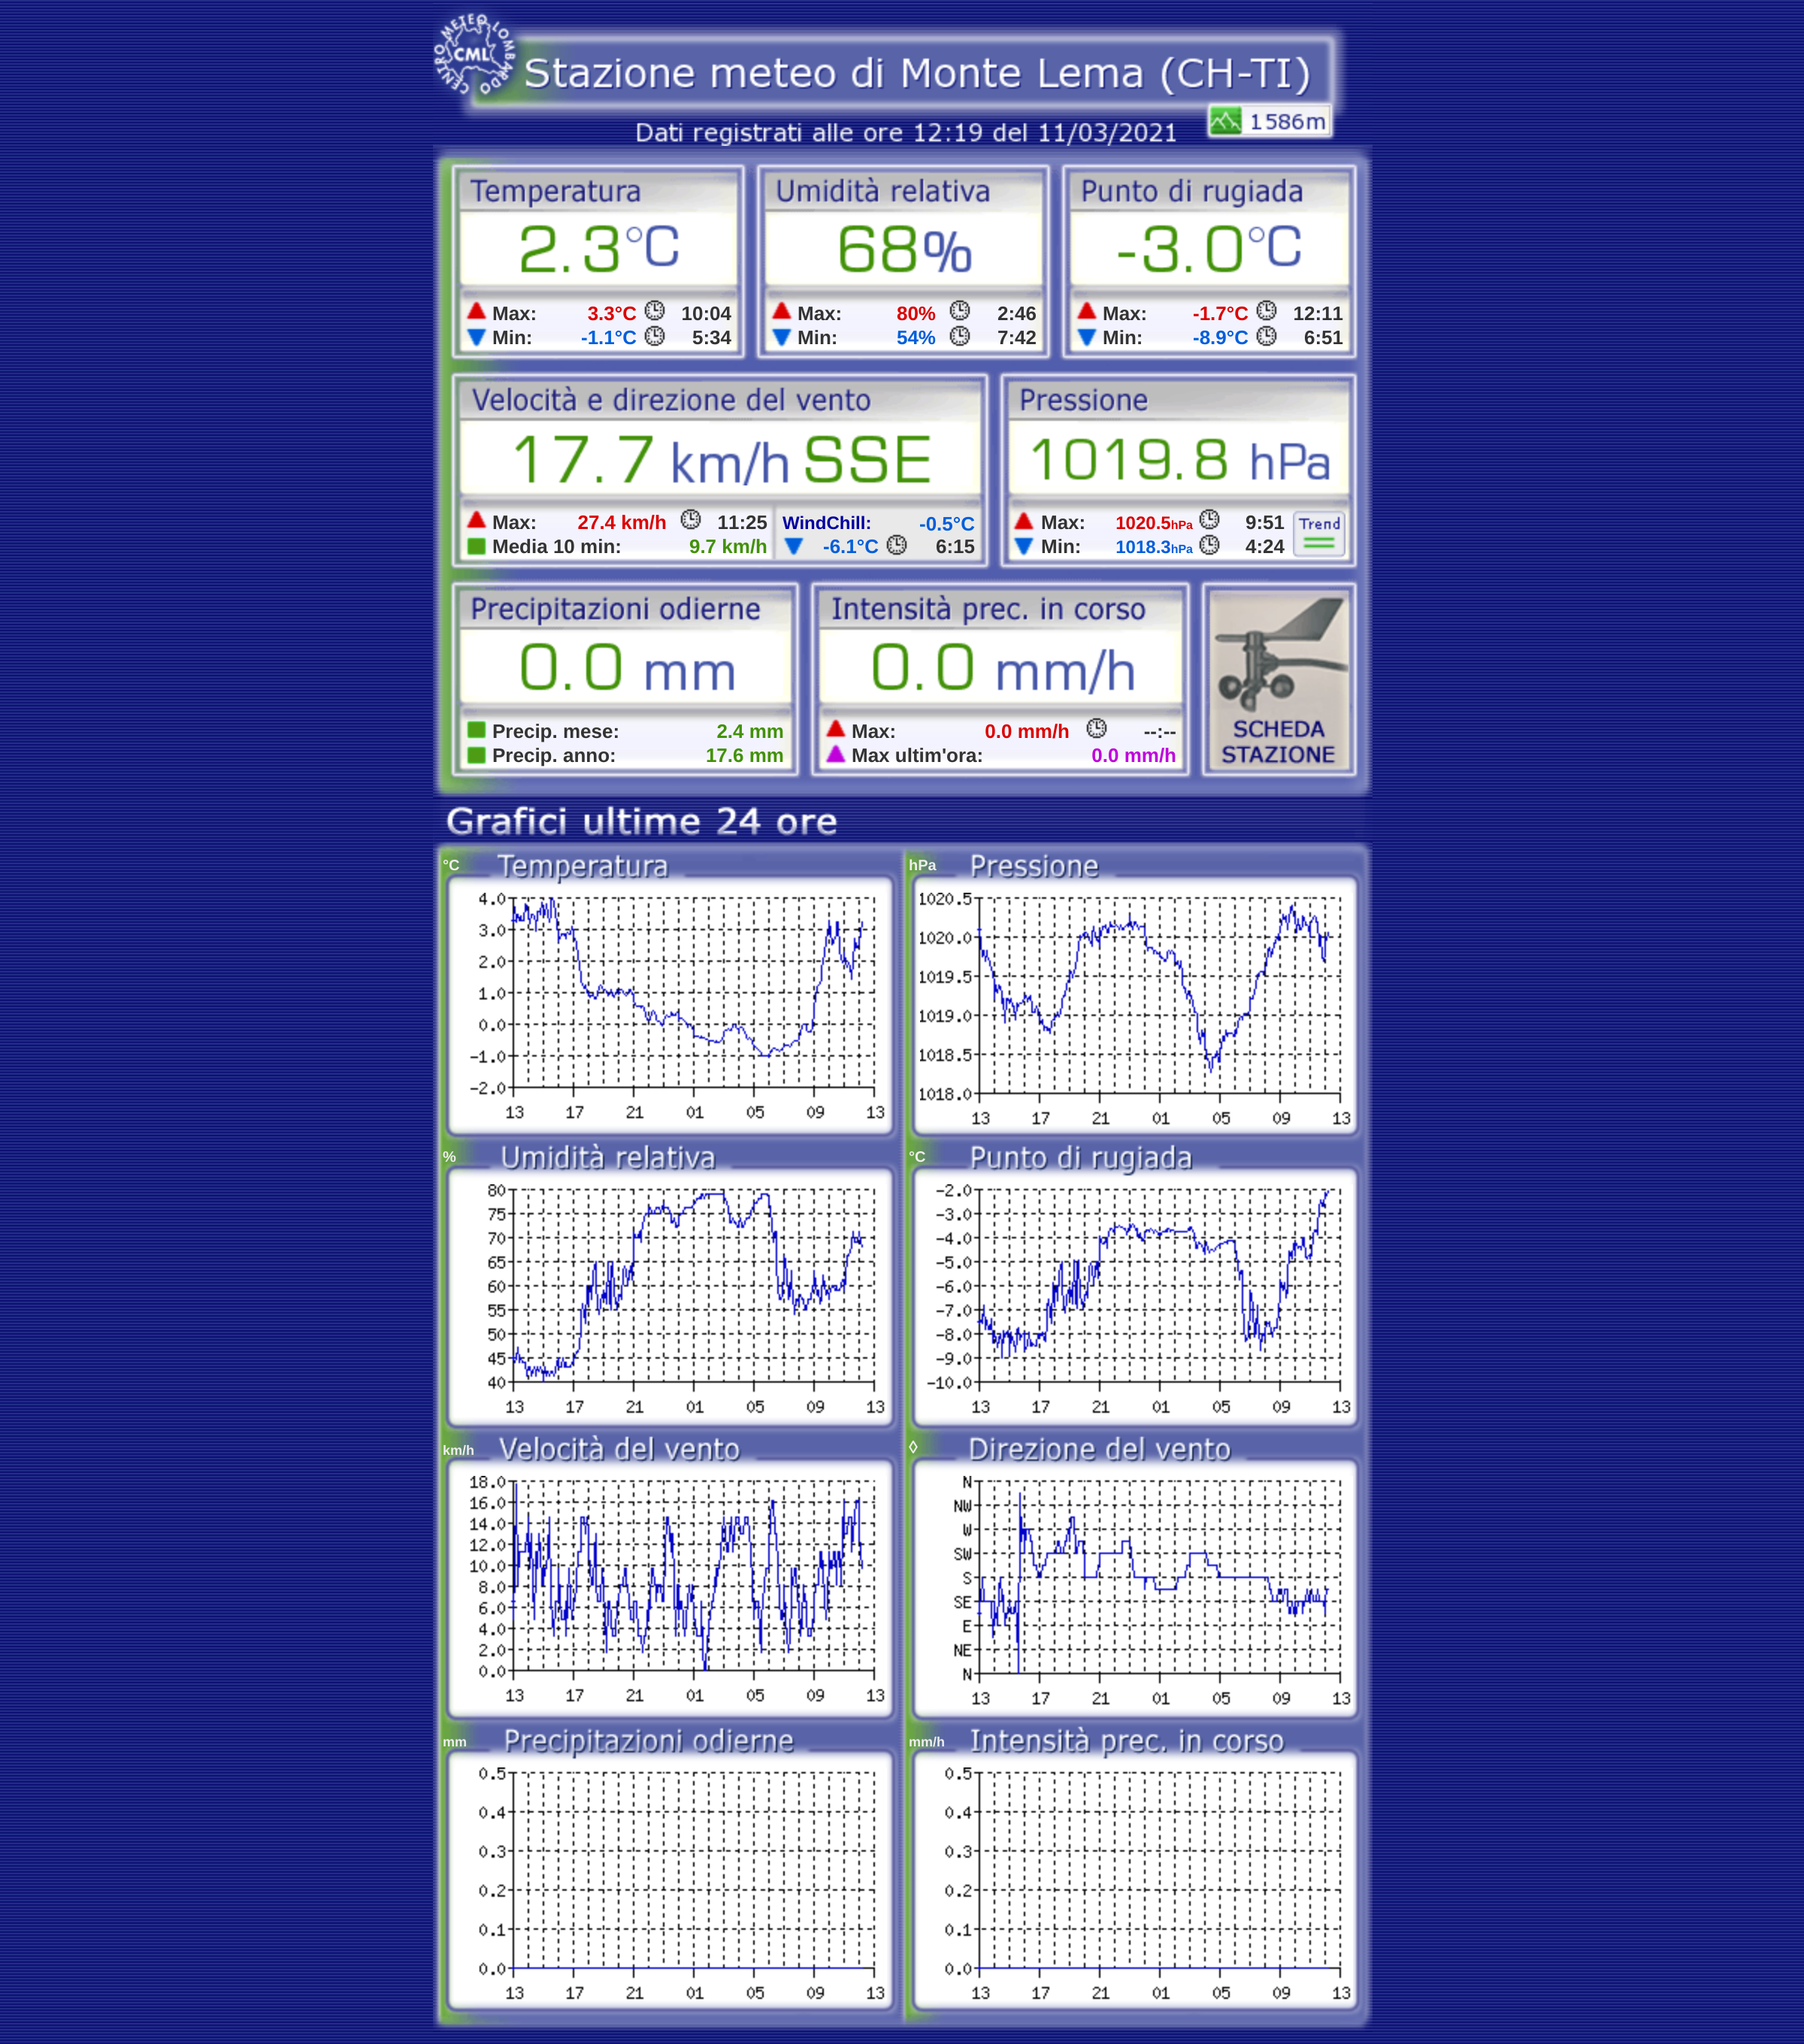 CENTRO METEO LOMBARDO
CML
Stazione meteo di Monte Lema (CH-TI)
1586m
Dati registrati alle ore 12:19 del 11/03/2021
Temperatura
2.3°C
Max: 3.3°C 10:04
Min: -1.1°C 5:34
Umidità relativa
68%
Max: 80% 2:46
Min: 54% 7:42
Punto di rugiada
-3.0°C
Max: -1.7°C 12:11
Min: -8.9°C 6:51
Velocità e direzione del vento
17.7 km/h SSE
Max: 27.4 km/h 11:25
Media 10 min: 9.7 km/h
WindChill: -0.5°C
-6.1°C 6:15
Pressione
1019.8 hPa
Max: 1020.5hPa 9:51
Min: 1018.3hPa 4:24
Trend
Precipitazioni odierne
0.0 mm
Precip. mese: 2.4 mm
Precip. anno: 17.6 mm
Intensità prec. in corso
0.0 mm/h
Max: 0.0 mm/h --:--
Max ultim'ora: 0.0 mm/h
SCHEDA
STAZIONE
Grafici ultime 24 ore
°C Temperatura
4.0
3.0
2.0
1.0
0.0
-1.0
-2.0
13 17 21 01 05 09 13
hPa Pressione
1020.5
1020.0
1019.5
1019.0
1018.5
1018.0
13 17 21 01 05 09 13
% Umidità relativa
80
75
70
65
60
55
50
45
40
13 17 21 01 05 09 13
°C Punto di rugiada
-2.0
-3.0
-4.0
-5.0
-6.0
-7.0
-8.0
-9.0
-10.0
13 17 21 01 05 09 13
km/h Velocità del vento
18.0
16.0
14.0
12.0
10.0
8.0
6.0
4.0
2.0
0.0
13 17 21 01 05 09 13
◊ Direzione del vento
N
NW
W
SW
S
SE
E
NE
N
13 17 21 01 05 09 13
mm Precipitazioni odierne
0.5
0.4
0.3
0.2
0.1
0.0
13 17 21 01 05 09 13
mm/h Intensità prec. in corso
0.5
0.4
0.3
0.2
0.1
0.0
13 17 21 01 05 09 13